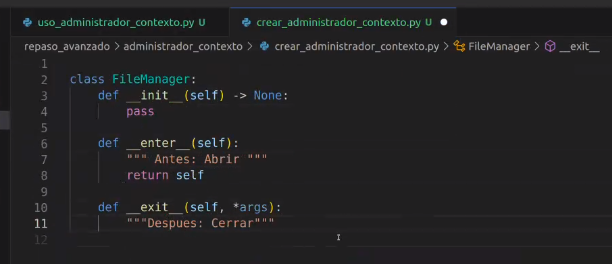 uso_administrador_contexto.py U crear_administrador_contexto.py U
repaso_avanzado > administrador_contexto > crear_administrador_contexto.py > FileManager > __exit__
1
2 class FileManager:
3 def __init__(self) -> None:
4 pass
5
6 def __enter__(self):
7 """ Antes: Abrir """
8 return self
9
10 def __exit__(self, *args):
11 """Despues: Cerrar"""
12